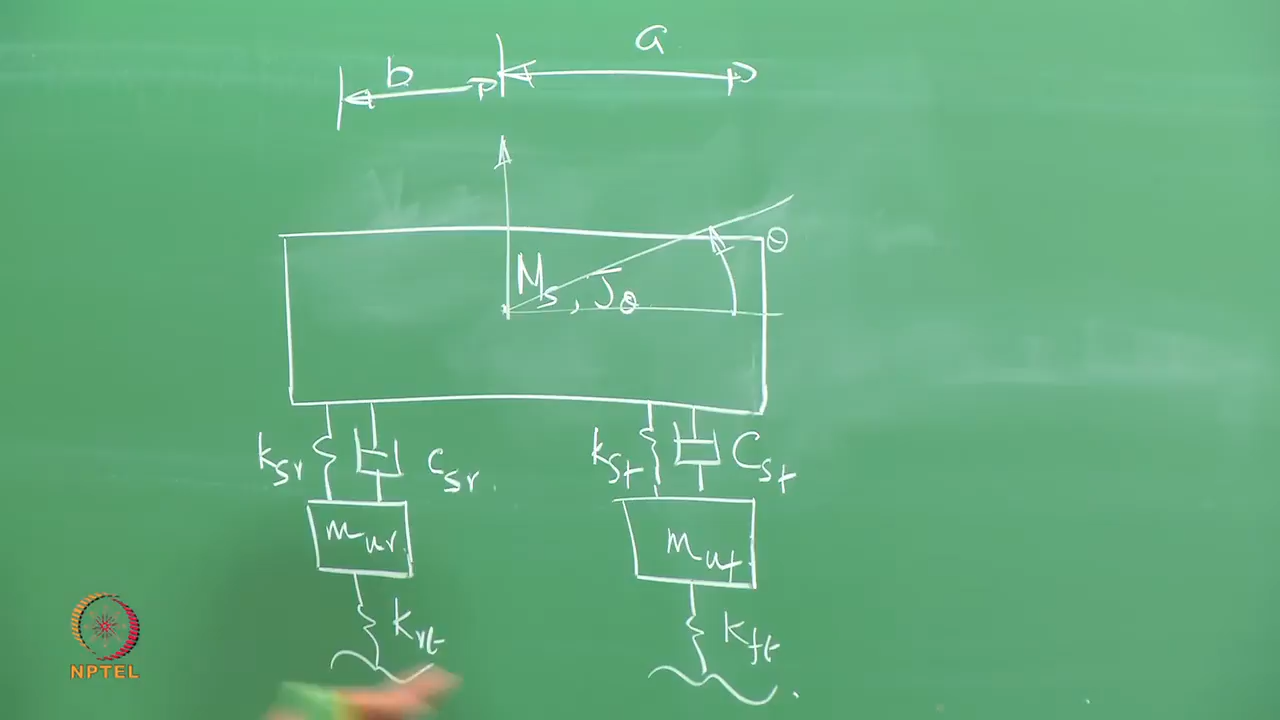 a
b
θ
Ms, Jθ
ksr
csr
ksf
Csf
mur
muf
krt
kft
NPTEL